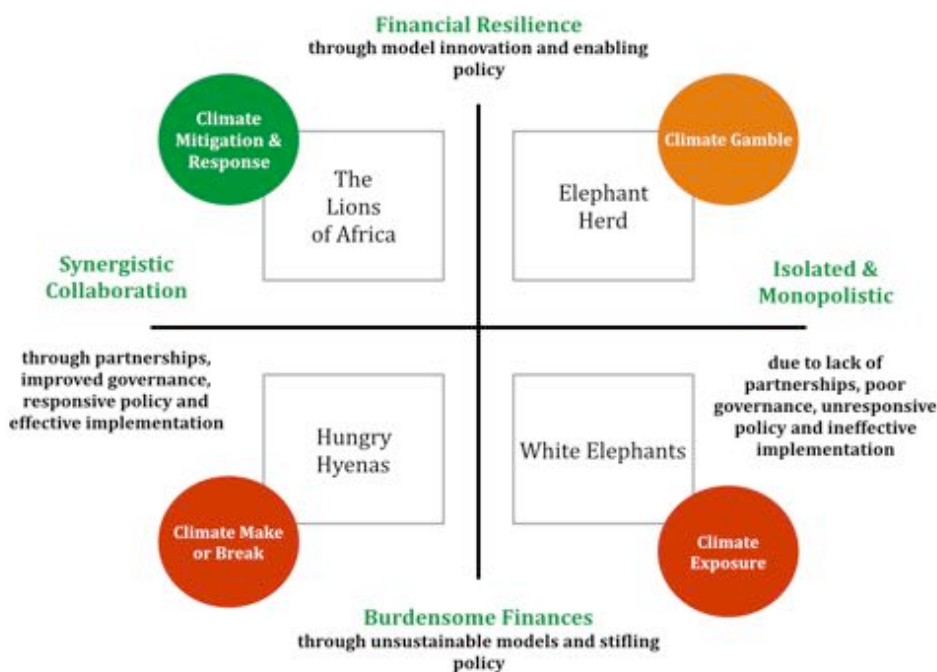 Financial Resilience
through model innovation and enabling
policy
Climate
Mitigation &
Response
The
Lions
of Africa
Elephant
Herd
Climate Gamble
Synergistic
Collaboration
Isolated &
Monopolistic
through partnerships,
improved governance,
responsive policy and
effective implementation
due to lack of
partnerships, poor
governance, unresponsive
policy and ineffective
implementation
Hungry
Hyenas
White Elephants
Climate Make
or Break
Climate
Exposure
Burdensome Finances
through unsustainable models and stifling
policy